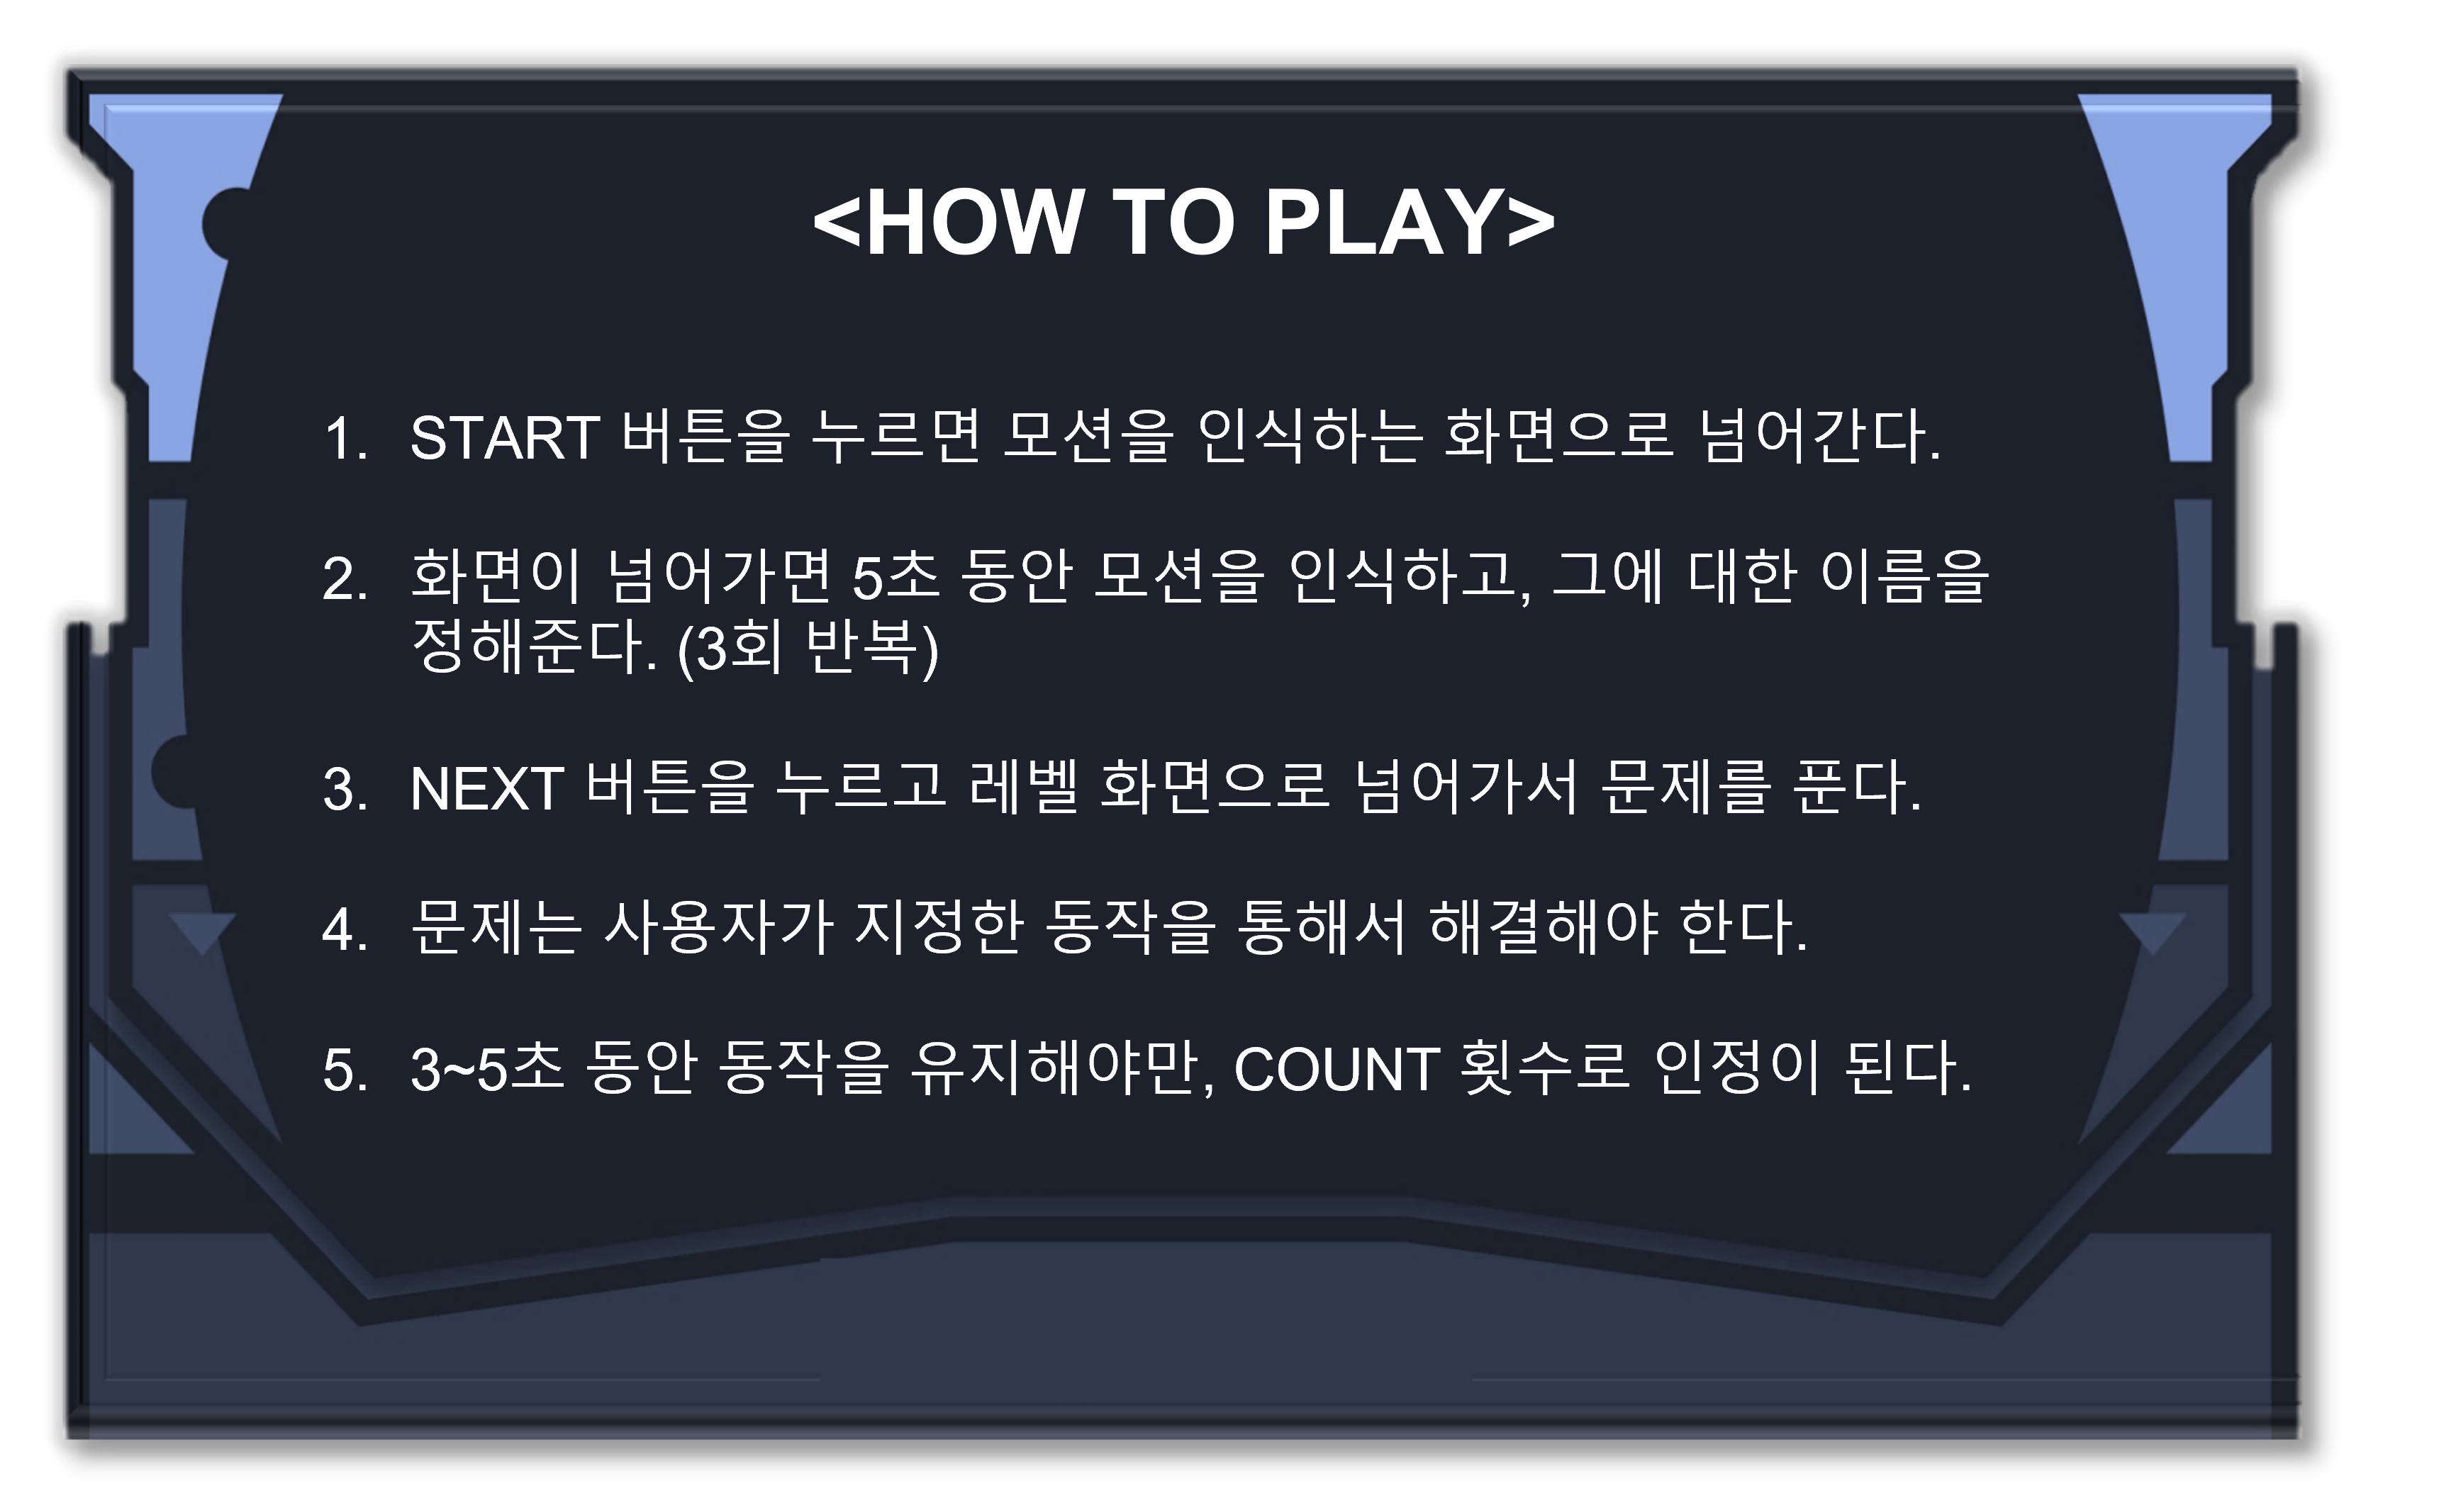 <HOW TO PLAY>
1. START 버튼을 누르면 모션을 인식하는 화면으로 넘어간다.
2. 화면이 넘어가면 5초 동안 모션을 인식하고, 그에 대한 이름을
정해준다. (3회 반복)
3. NEXT 버튼을 누르고 레벨 화면으로 넘어가서 문제를 푼다.
4. 문제는 사용자가 지정한 동작을 통해서 해결해야 한다.
5. 3~5초 동안 동작을 유지해야만, COUNT 횟수로 인정이 된다.